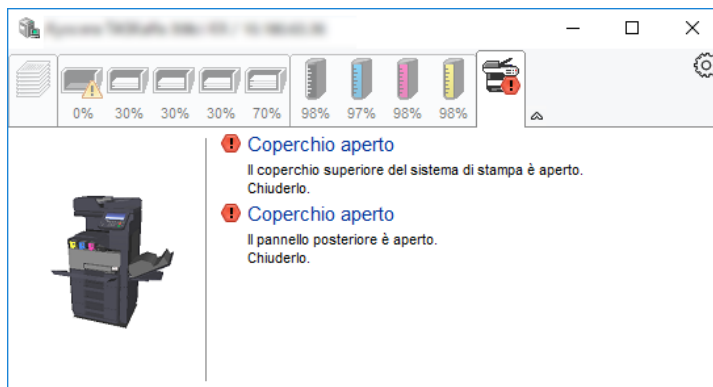 0% 30% 30% 30% 70% 98% 97% 98% 98%
Coperchio aperto
Il coperchio superiore del sistema di stampa è aperto.
Chiuderlo.
Coperchio aperto
Il pannello posteriore è aperto.
Chiuderlo.